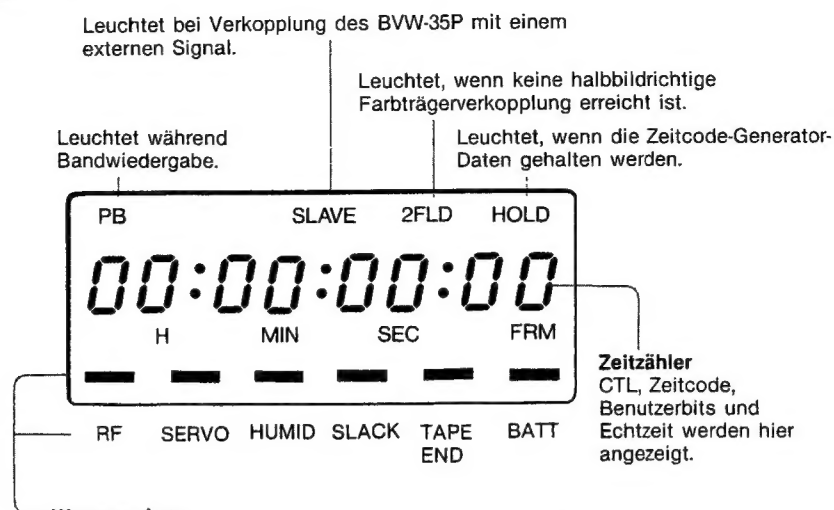 Leuchtet bei Verkopplung des BVW-35P mit einem
externen Signal.
Leuchtet, wenn keine halbbildrichtige
Farbträgerverkopplung erreicht ist.
Leuchtet während
Bandwiedergabe.
Leuchtet, wenn die Zeitcode-Generator-
Daten gehalten werden.
PB SLAVE 2FLD HOLD
00:00:00:00
H MIN SEC FRM
Zeitzähler
CTL, Zeitcode,
Benutzerbits und
Echtzeit werden hier
angezeigt.
RF SERVO HUMID SLACK TAPE END BATT